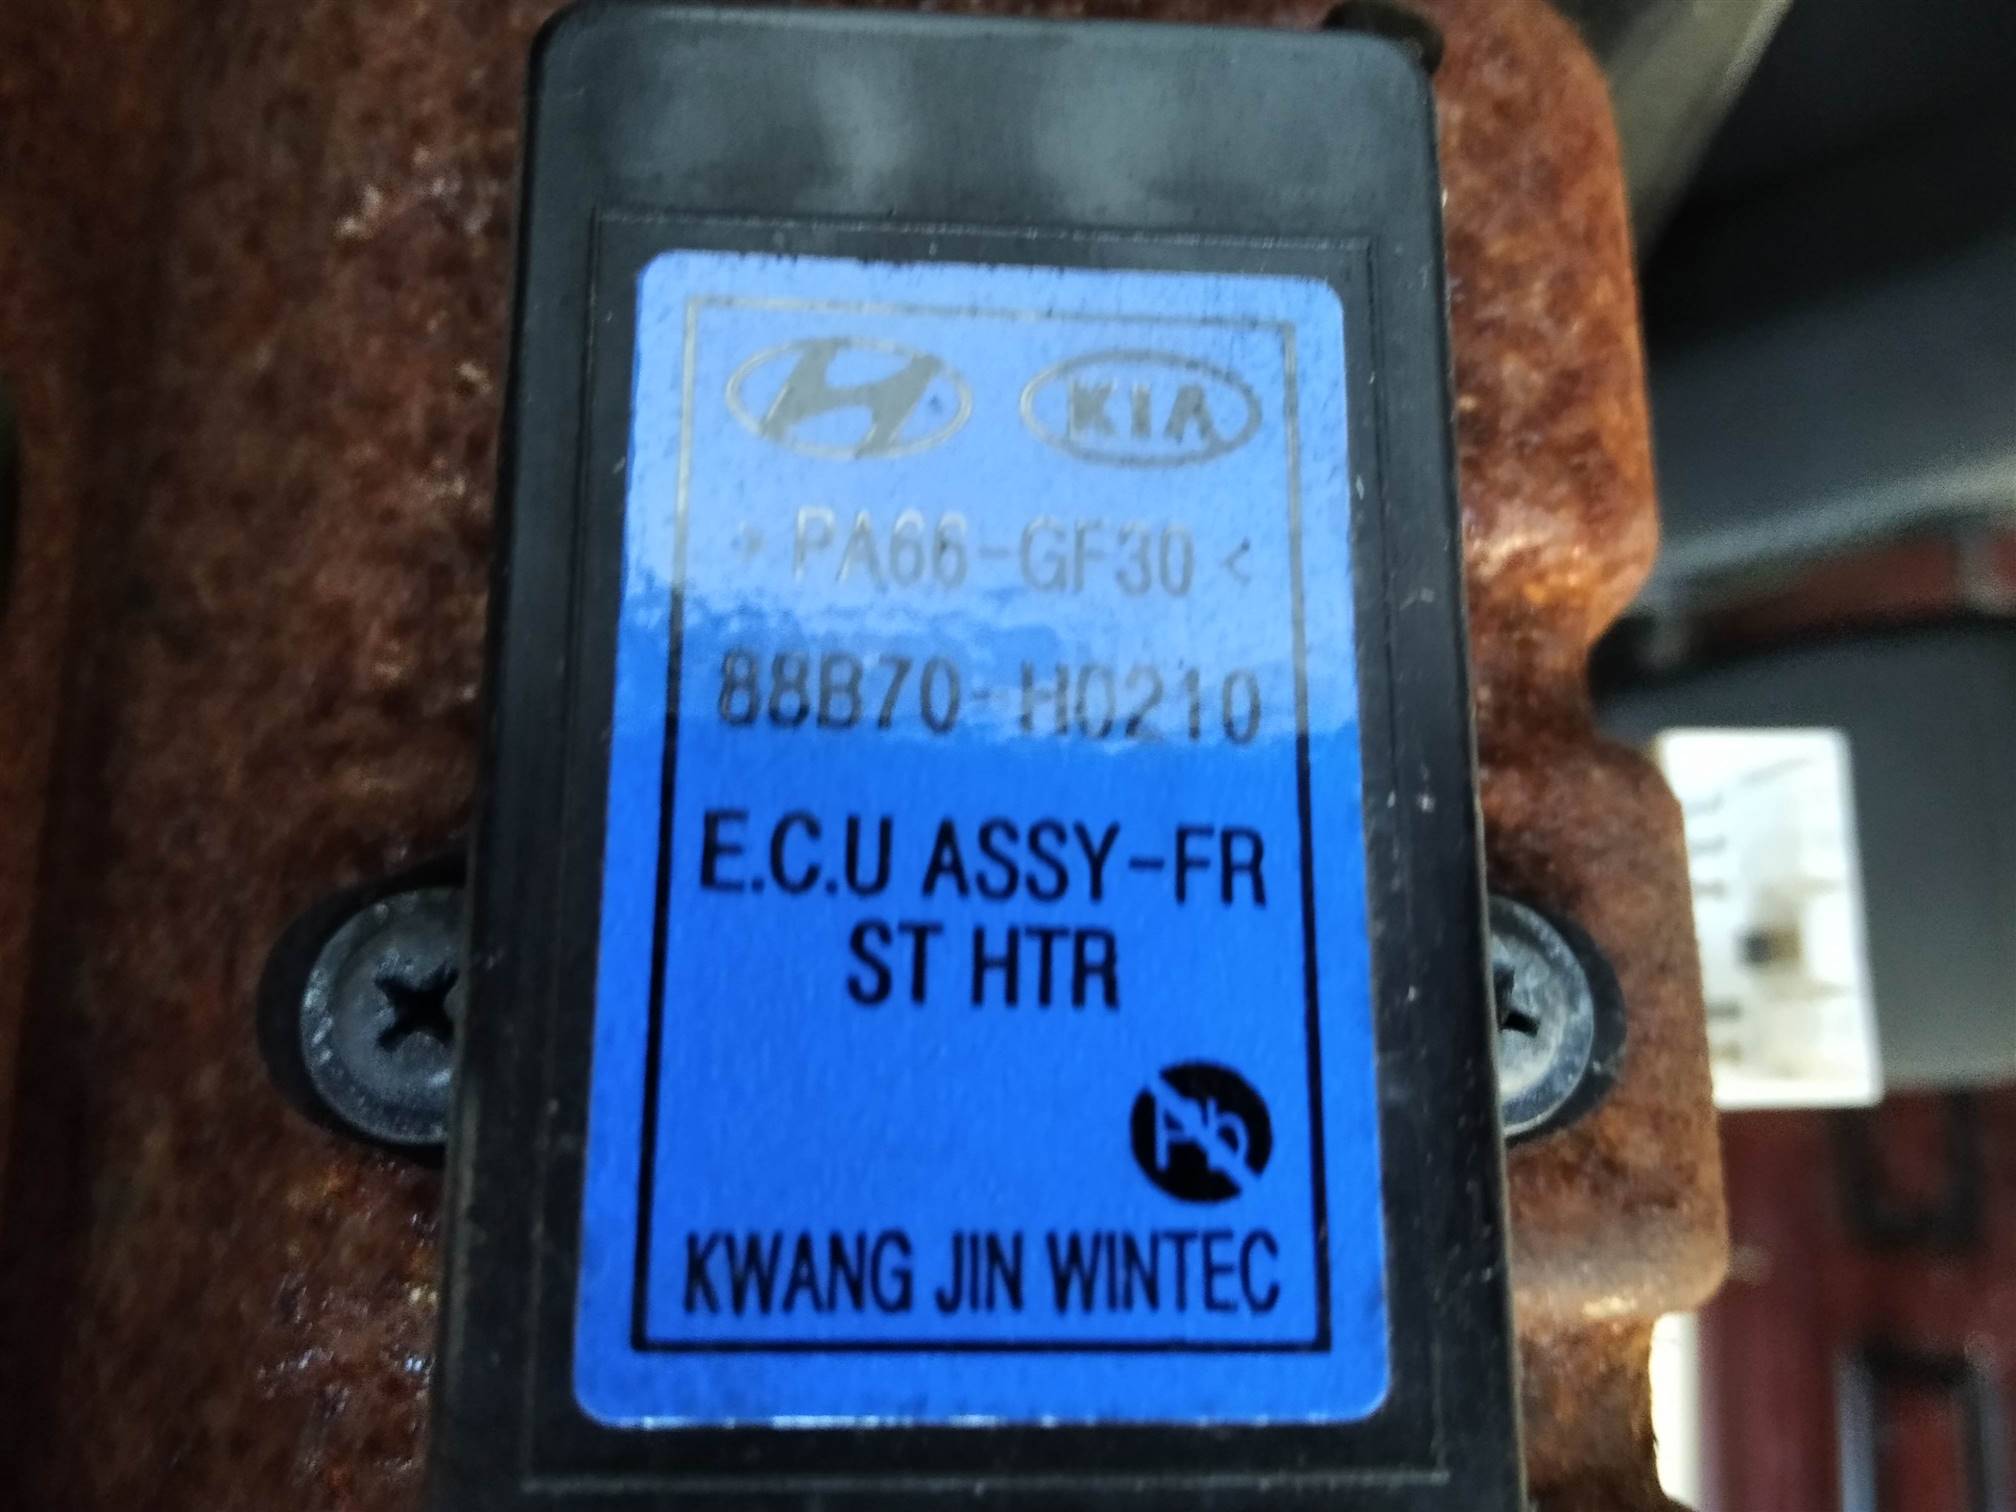 KIA
>PA66-GF30<
88B70-H0210
E.C.U ASSY-FR
ST HTR
Pb
KWANG JIN WINTEC